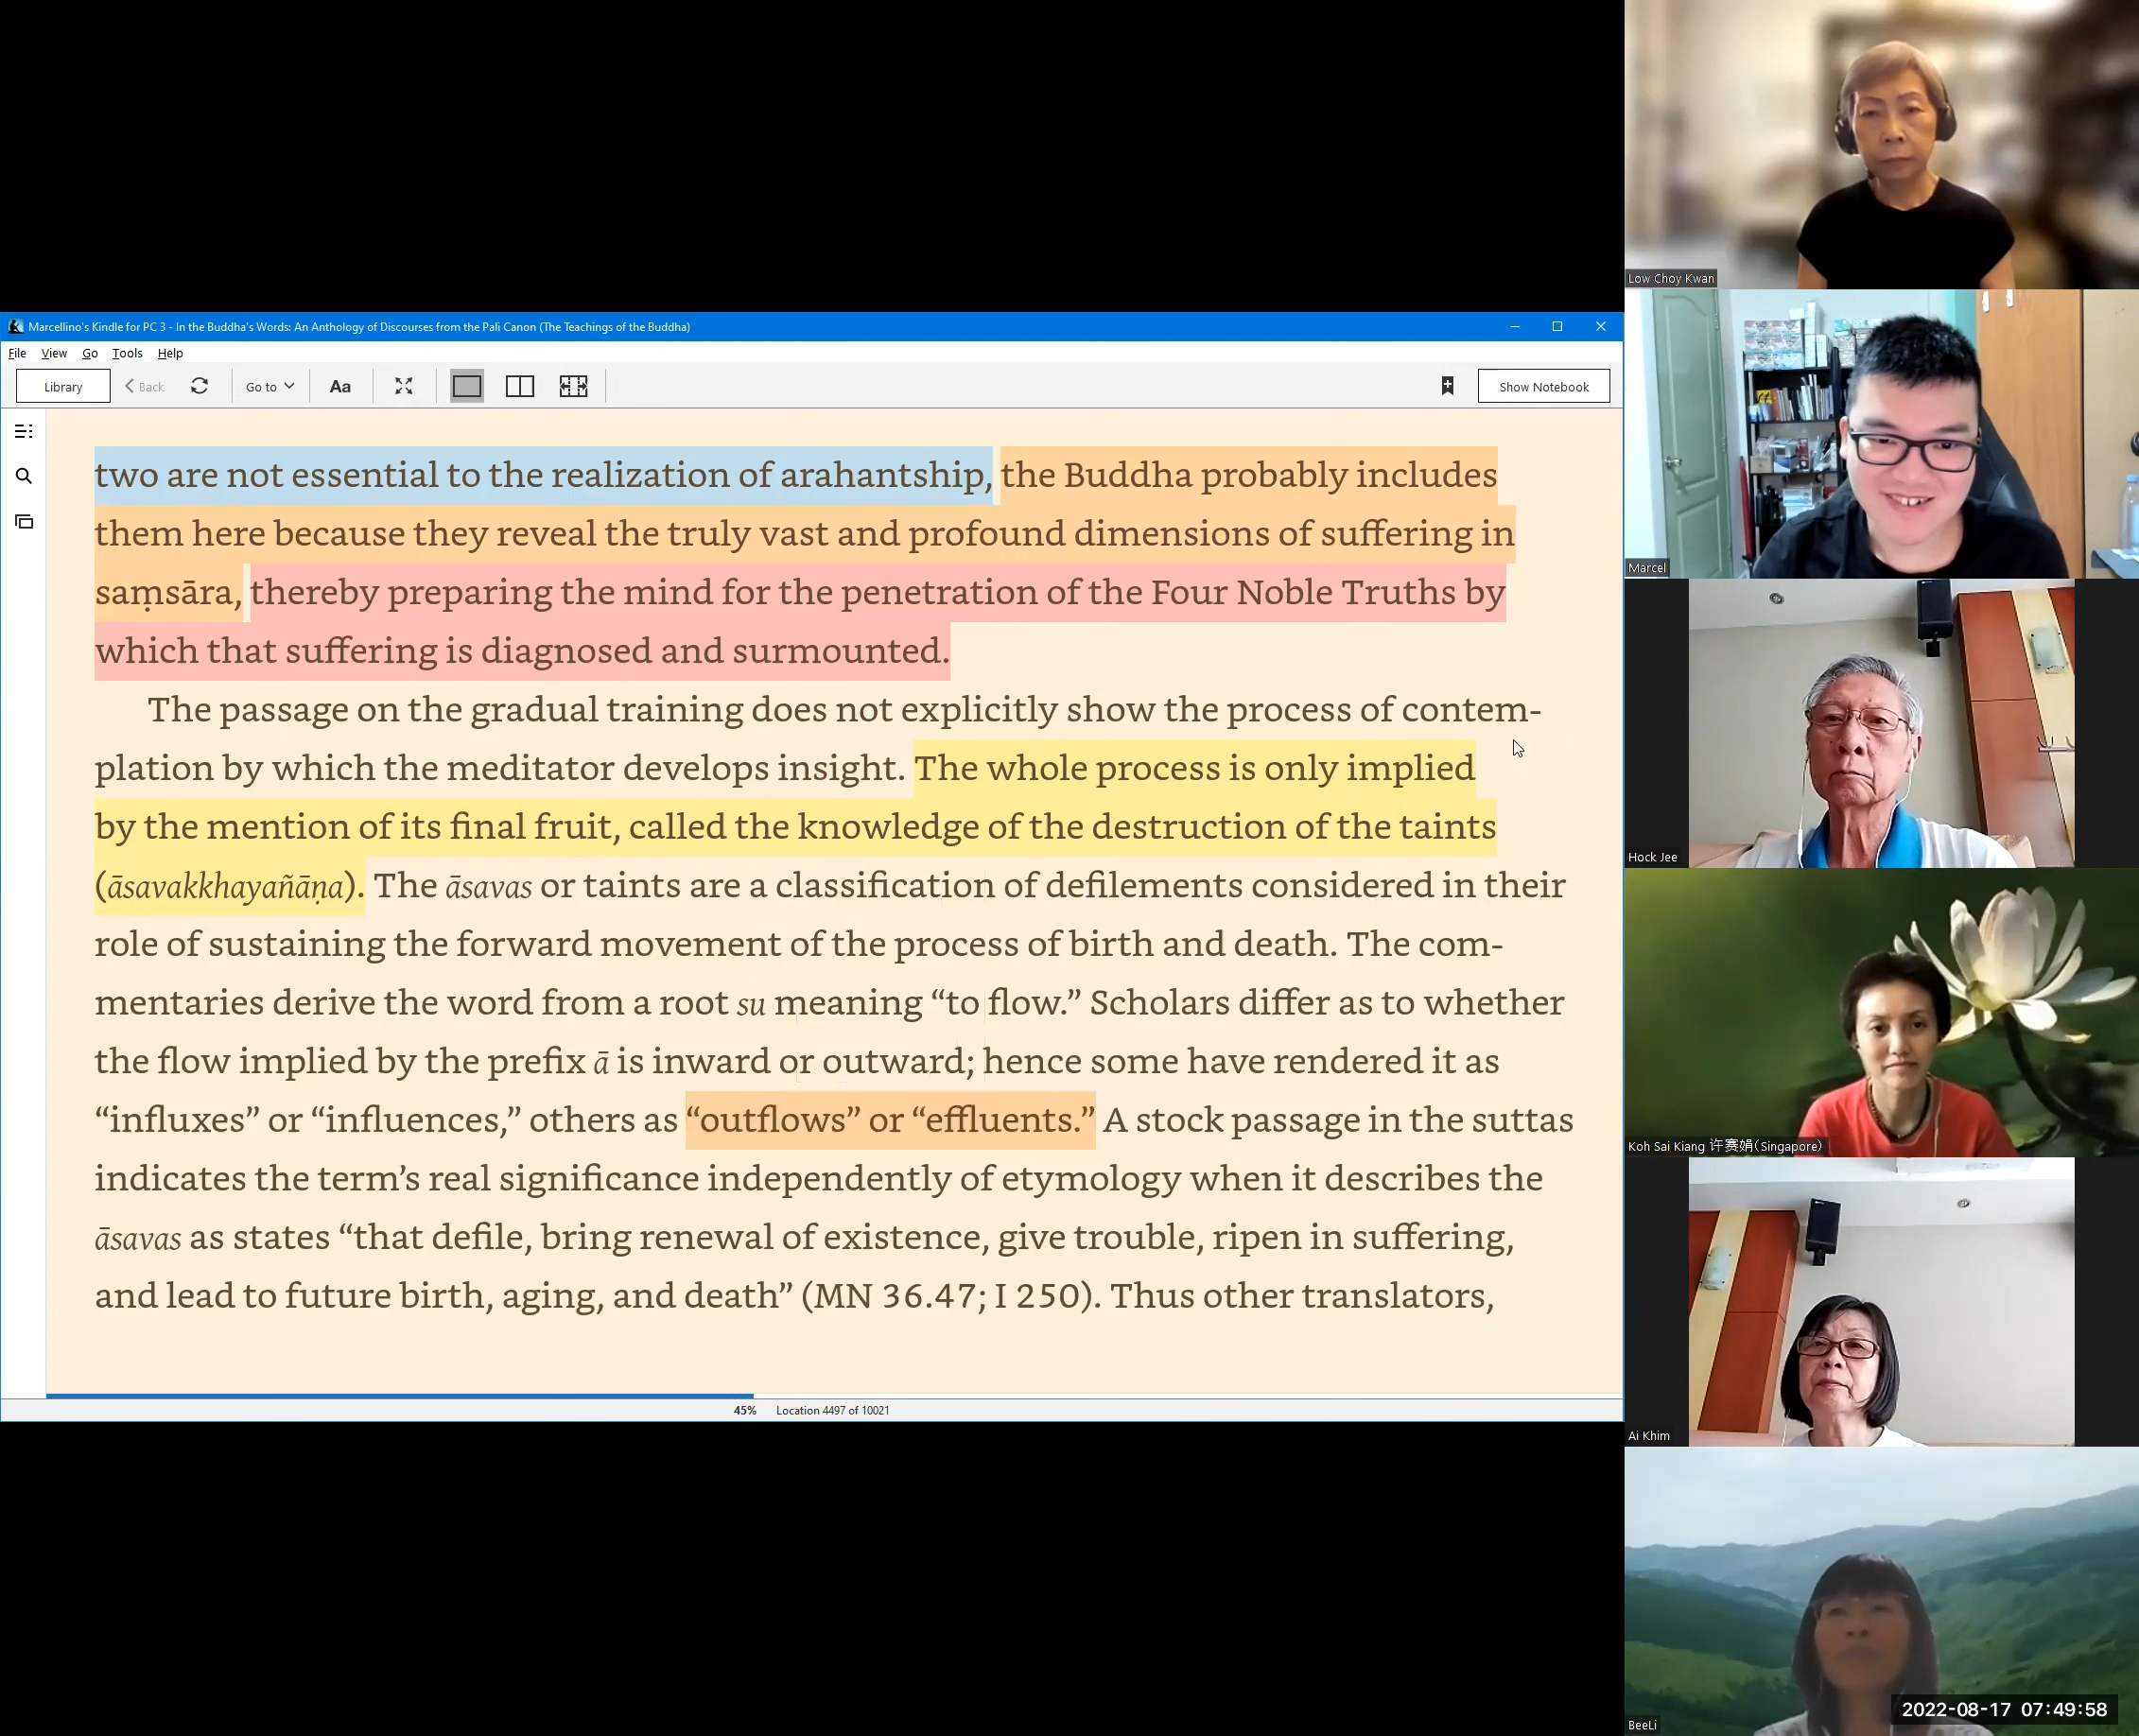 Marcellino's Kindle for PC 3 - In the Buddha's Words: An Anthology of Discourses from the Pali Canon (The Teachings of the Buddha)
File View Go Tools Help
Library Back Go to Aa Show Notebook
two are not essential to the realization of arahantship, the Buddha probably includes
them here because they reveal the truly vast and profound dimensions of suffering in
saṃsāra, thereby preparing the mind for the penetration of the Four Noble Truths by
which that suffering is diagnosed and surmounted.
The passage on the gradual training does not explicitly show the process of contem-
plation by which the meditator develops insight. The whole process is only implied
by the mention of its final fruit, called the knowledge of the destruction of the taints
(āsavakkhayañāṇa). The āsavas or taints are a classification of defilements considered in their
role of sustaining the forward movement of the process of birth and death. The com-
mentaries derive the word from a root su meaning “to flow.” Scholars differ as to whether
the flow implied by the prefix ā is inward or outward; hence some have rendered it as
“influxes” or “influences,” others as “outflows” or “effluents.” A stock passage in the suttas
indicates the term’s real significance independently of etymology when it describes the
āsavas as states “that defile, bring renewal of existence, give trouble, ripen in suffering,
and lead to future birth, aging, and death” (MN 36.47; I 250). Thus other translators,
45% Location 4497 of 10021
Low Choy Kwan
Marcel
Hock Jee
Koh Sai Kiang 许赛娟(Singapore)
Ai Khim
BeeLi
2022-08-17 07:49:58